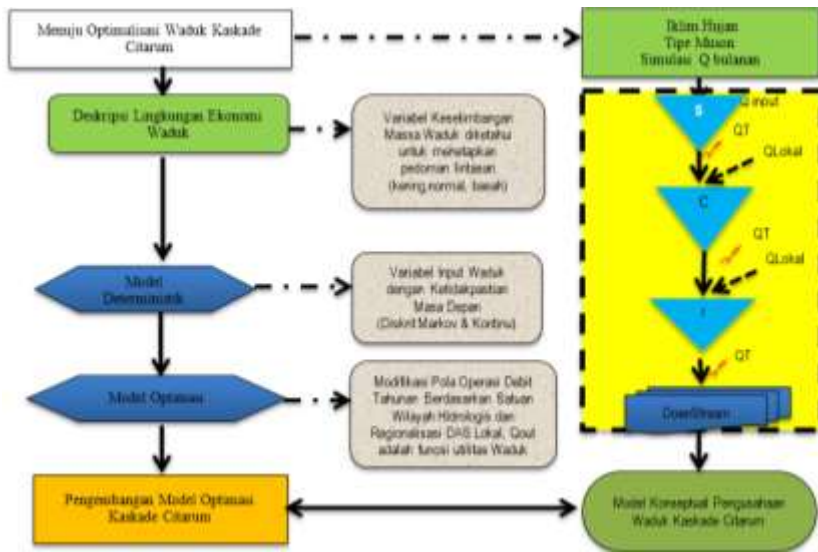 Menuju Optimalisasi Waduk Kaskade
Citarum
Iklim Hujan
Tipe Muson
Simulasi Q bulanan
Deskripsi Lingkungan Ekonomi
Waduk
Variabel Keseimbangan
Massa Waduk diketahui
untuk menetapkan
pedoman lintasan
(kering,normal, basah)
S
Q input
QT
QLokal
C
QT
QLokal
I
QT
DownStream
Model
Deterministik
Variabel Input Waduk
dengan Ketidakpastian
Masa Depan
(Diskrit Markov & Kontinu)
Model Optimasi
Modifikasi Pola Operasi Debit
Tahunan Berdasarkan Satuan
Wilayah Hidrologis dan
Regionalisasi DAS Lokal, Qout
adalah fungsi utilitas Waduk
Pengembangan Model Optimasi
Kaskade Citarum
Model Konseptual Pengusahaan
Waduk Kaskade Citarum